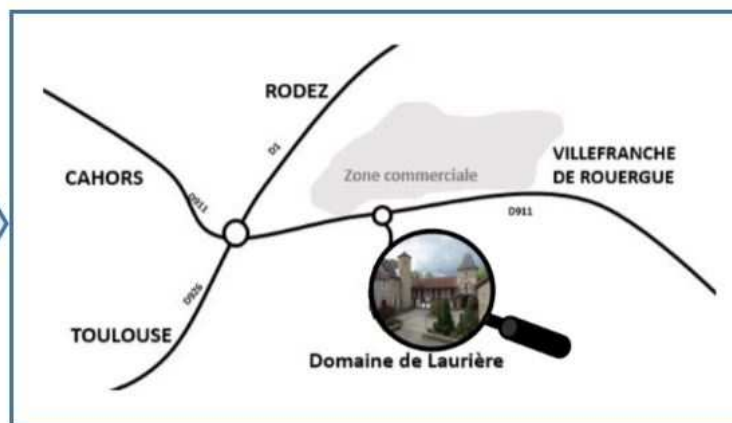 RODEZ
D1
Zone commerciale
VILLEFRANCHE
DE ROUERGUE
CAHORS
D911
D911
D926
TOULOUSE
Domaine de Laurière